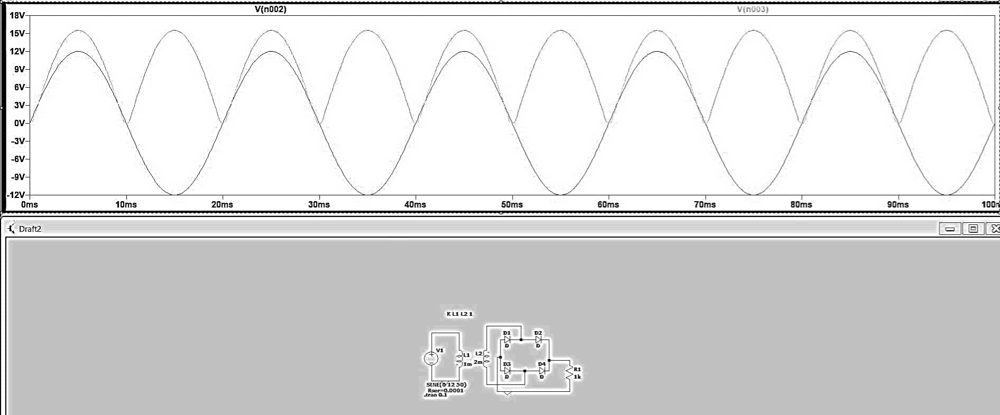 V(n002) V(n003)
18V
15V
12V
9V
6V
3V
0V
-3V
-6V
-9V
-12V
0ms 10ms 20ms 30ms 40ms 50ms 60ms 70ms 80ms 90ms
Draft2
K L1 L2 1
D1 D2
D D
V1
L1 L2
1m 2m
D3 D4
D D
R1
1k
SINE(0 12 50)
Rser=0.0001
.tran 0.1